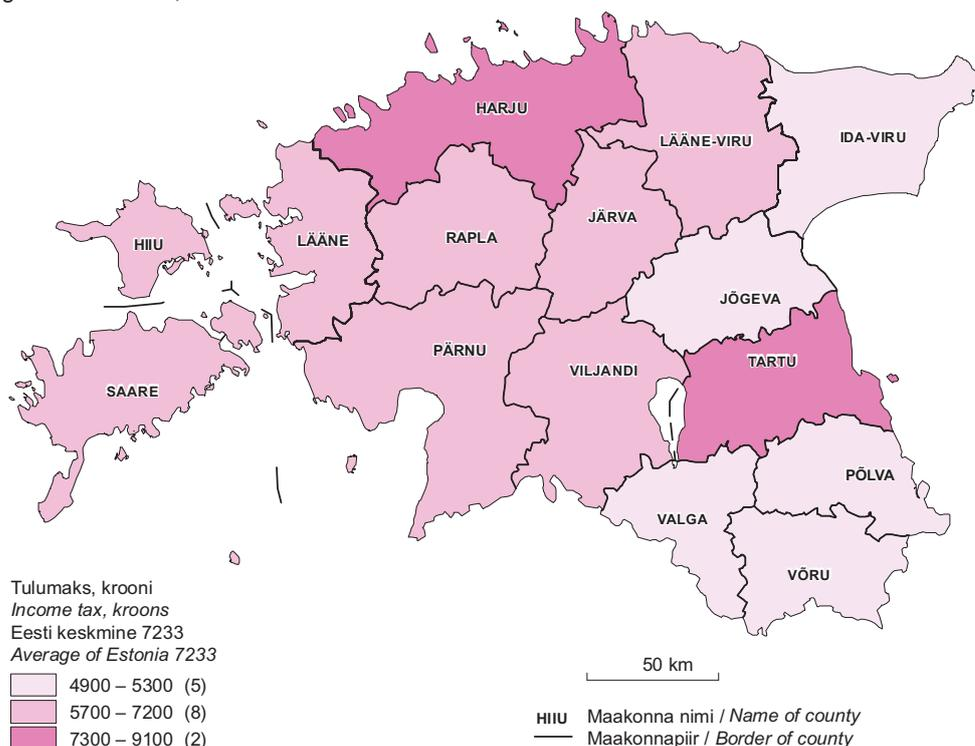 HARJU
LÄÄNE-VIRU
IDA-VIRU
JÄRVA
RAPLA
LÄÄNE
HIIU
JÕGEVA
PÄRNU
TARTU
VILJANDI
SAARE
PÕLVA
VALGA
VÕRU
Tulumaks, krooni
Income tax, kroons
Eesti keskmine 7233
Average of Estonia 7233
4900 – 5300 (5)
5700 – 7200 (8)
7300 – 9100 (2)
50 km
HIIU Maakonna nimi / Name of county
Maakonnapiir / Border of county